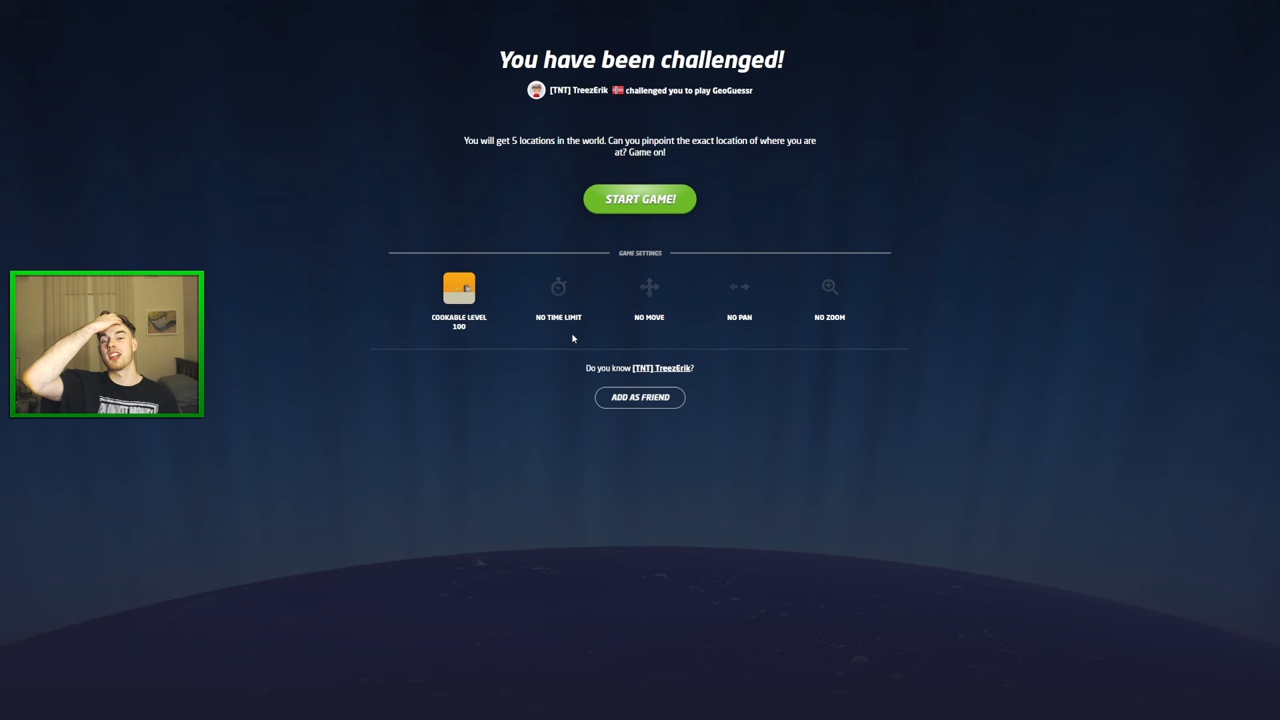 You have been challenged!
[TNT] TreezErik challenged you to play GeoGuessr
You will get 5 locations in the world. Can you pinpoint the exact location of where you are
at? Game on!
START GAME!
GAME SETTINGS
COOKABLE LEVEL
100
NO TIME LIMIT
NO MOVE
NO PAN
NO ZOOM
Do you know [TNT] TreezErik?
ADD AS FRIEND